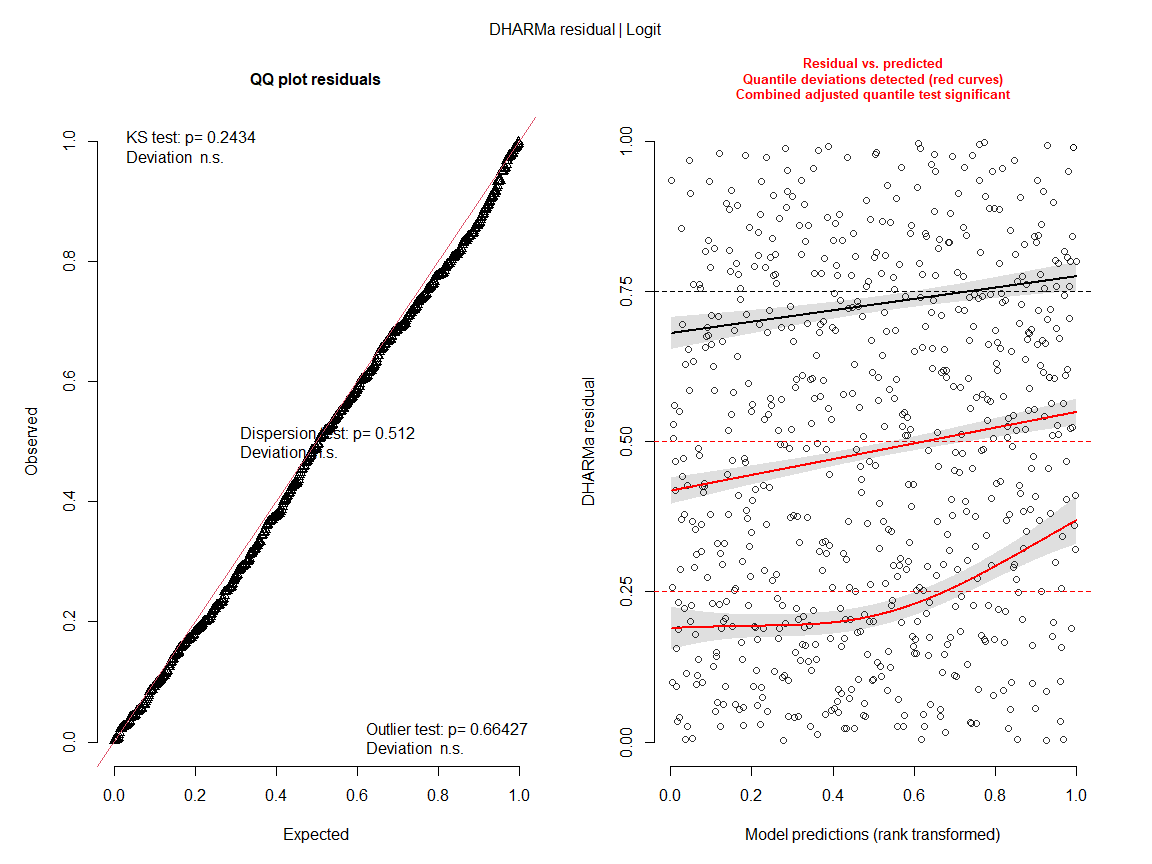 DHARMa residual | Logit
QQ plot residuals
KS test: p= 0.2434
Deviation n.s.
Dispersion test: p= 0.512
Deviation n.s.
Outlier test: p= 0.66427
Deviation n.s.
Observed
0.0
0.2
0.4
0.6
0.8
1.0
0.0
0.2
0.4
0.6
0.8
1.0
Expected
Residual vs. predicted
Quantile deviations detected (red curves)
Combined adjusted quantile test significant
DHARMa residual
0.00
0.25
0.50
0.75
1.00
0.0
0.2
0.4
0.6
0.8
1.0
Model predictions (rank transformed)